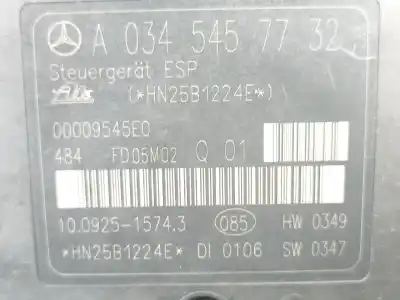 A 034 545 77 32
Steuergerät ESP
Ate (*HN25B1224E*)
00009545E0
484 FD05M02 Q 01
10.0925-1574.3 085 HW 0349
*HN25B1224E* DI 0106 SW 0347